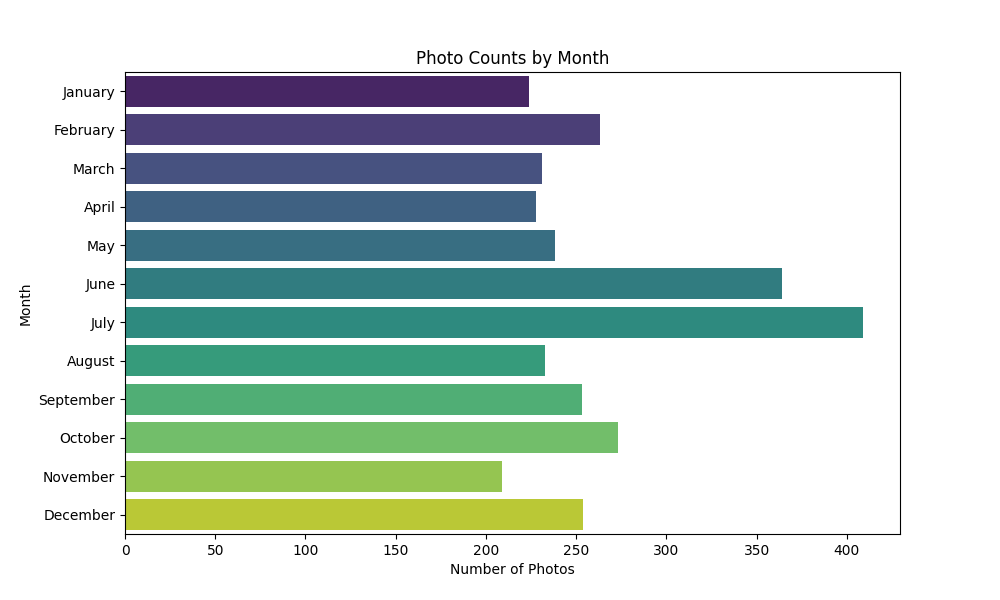 Photo Counts by Month
January
February
March
April
May
June
July
August
September
October
November
December
Month
0 50 100 150 200 250 300 350 400
Number of Photos